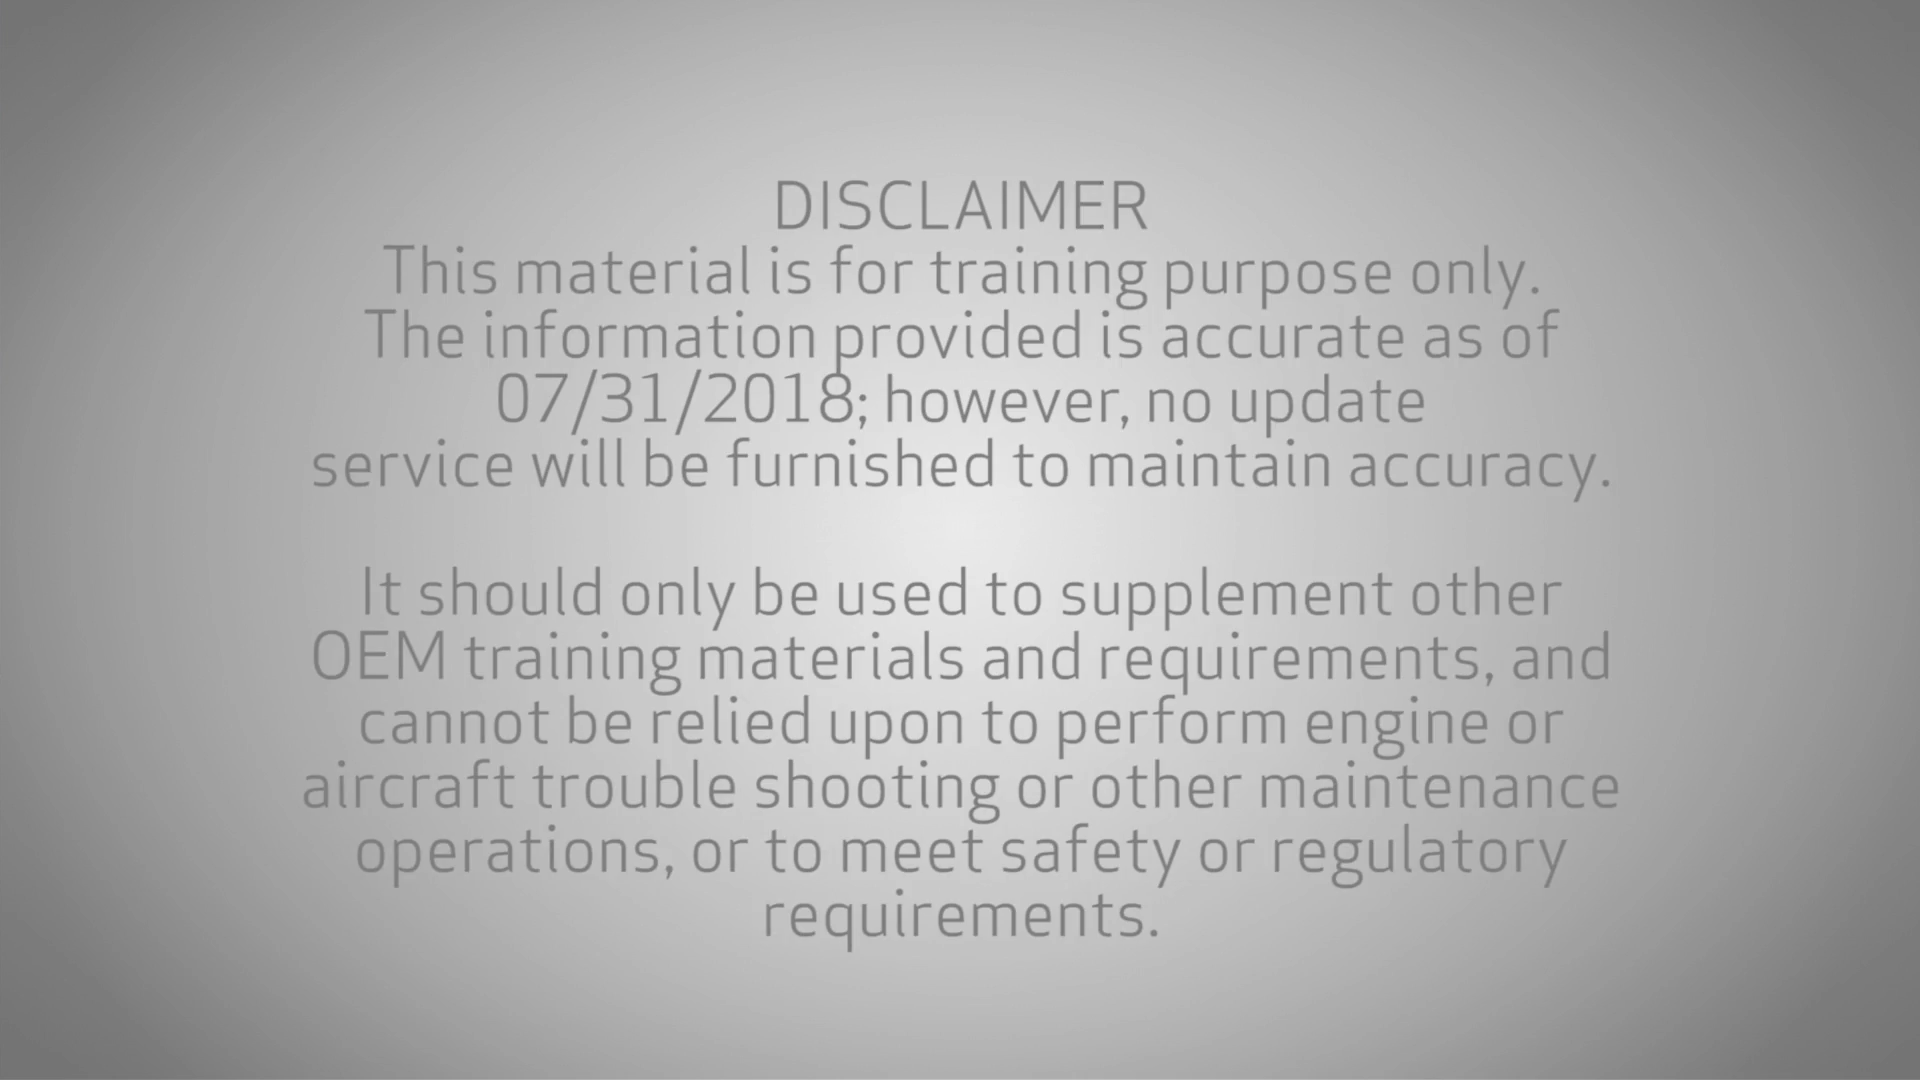 DISCLAIMER
This material is for training purpose only.
The information provided is accurate as of
07/31/2018; however, no update
service will be furnished to maintain accuracy.
It should only be used to supplement other
OEM training materials and requirements, and
cannot be relied upon to perform engine or
aircraft trouble shooting or other maintenance
operations, or to meet safety or regulatory
requirements.